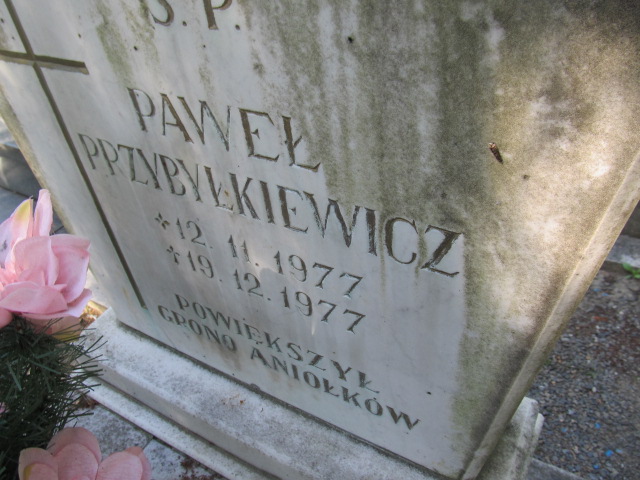 Ś.P.
PAWEŁ
PRZYBYŁKIEWICZ
*12.11.1977
+19.12.1977
POWIĘKSZYŁ
GRONO ANIOŁKÓW